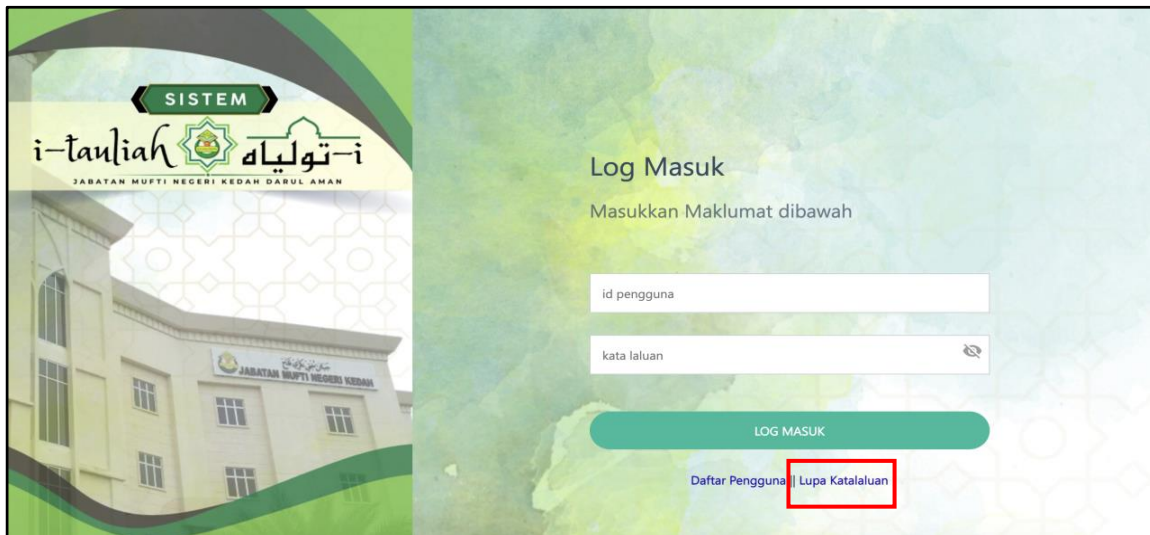 SISTEM
i-tauliah i-تولياه
JABATAN MUFTI NEGERI KEDAH DARUL AMAN
JABATAN MUFTI NEGERI KEDAH
Log Masuk
Masukkan Maklumat dibawah
id pengguna
kata laluan
LOG MASUK
Daftar Pengguna || Lupa Katalaluan